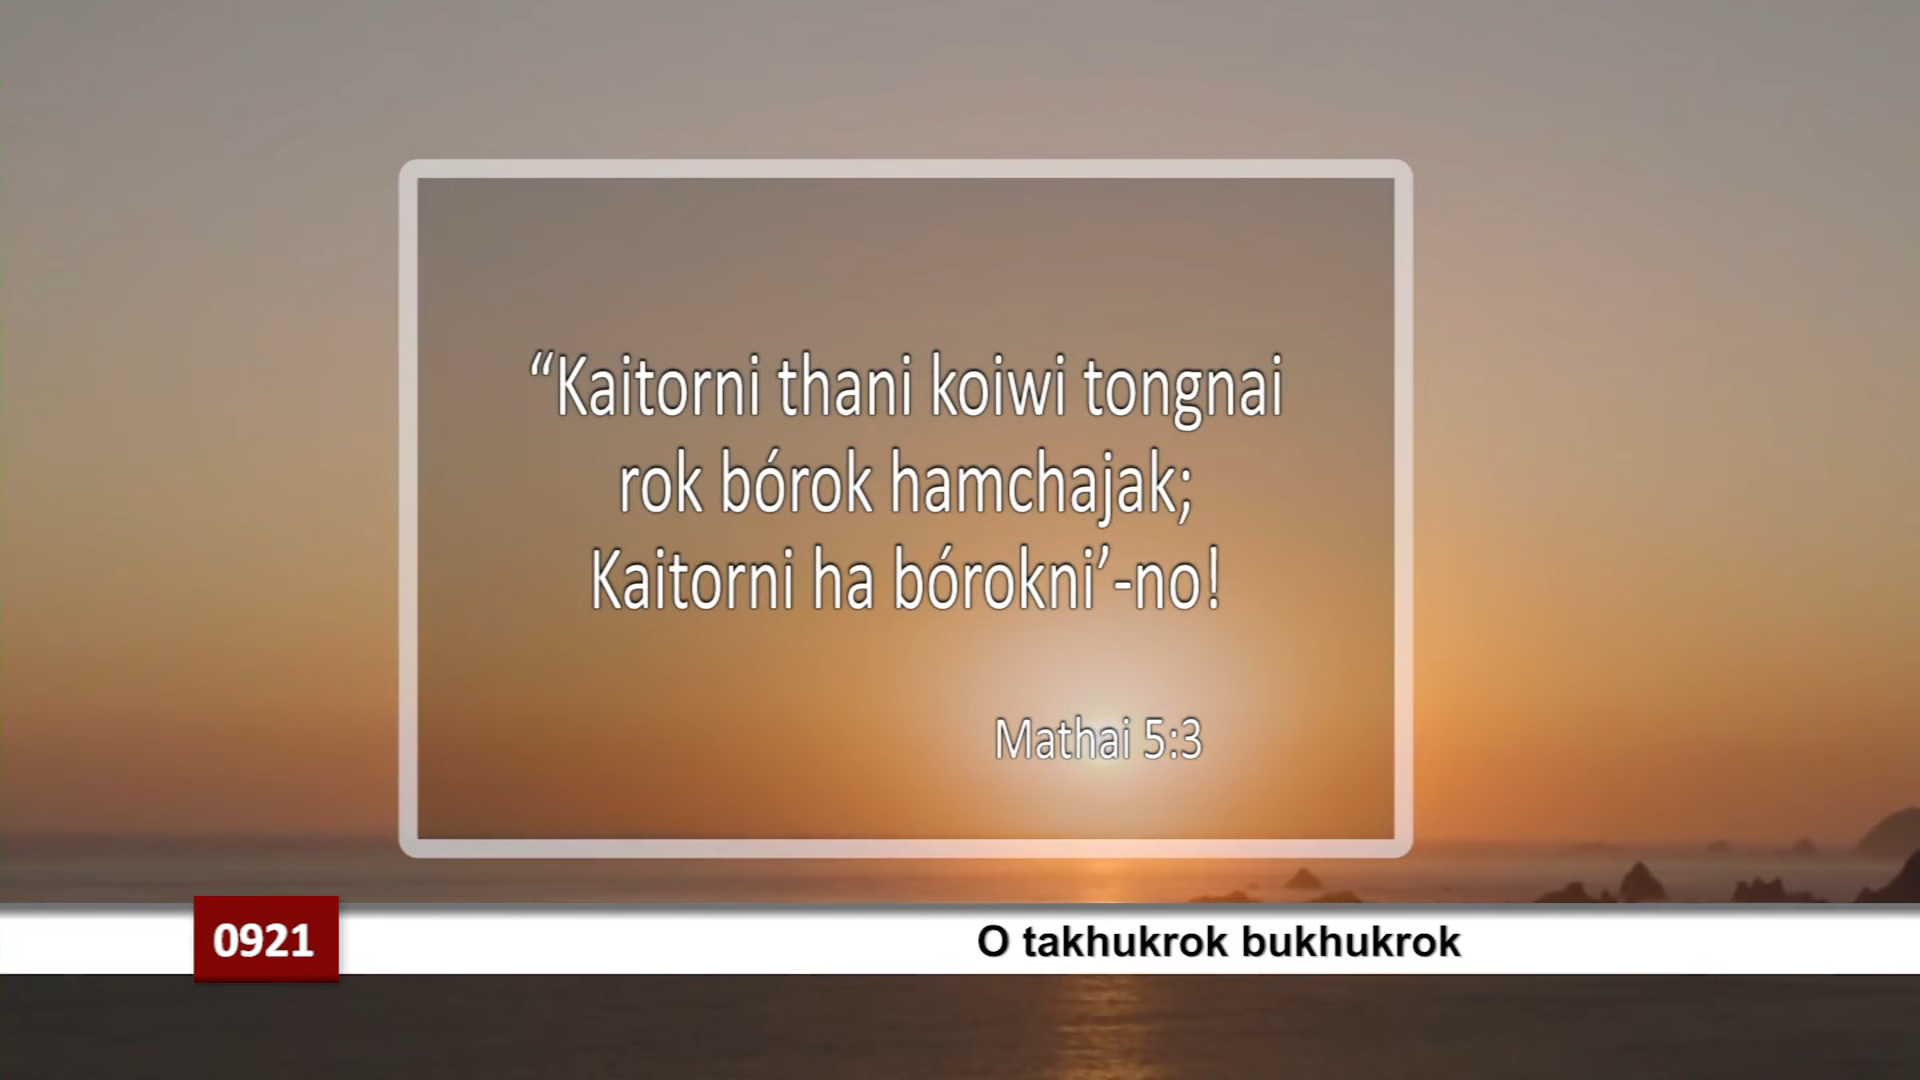 “Kaitorni thani koiwi tongnai
rok bórok hamchajak;
Kaitorni ha bórokni’-no!
Mathai 5:3
0921
O takhukrok bukhukrok